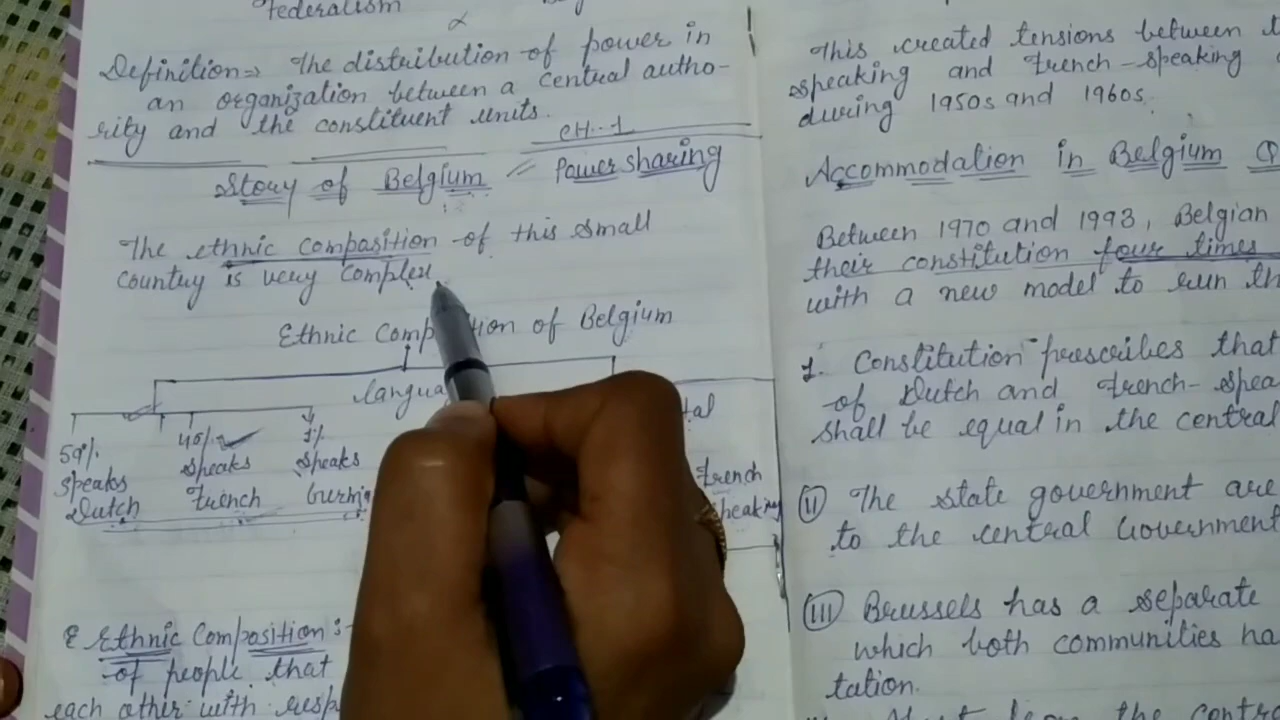 Federalism
Definition⇒ The distribution of power in
an organization between a central autho-
rity and the constituent units.
CH..1
Story of Belgium = Power sharing
The ethnic composition of this small
country is very complex
Ethnic Comp ition of Belgium
langua
59% speaks Dutch
40% speaks French
1% speaks
tal
French
speaking
Ethnic Composition :-
of people that
each other with resp
This created tensions between
speaking and French-speaking
during 1950s and 1960s.
Accommodation in Belgium
Between 1970 and 1993, Belgian
their constitution four times
with a new model to run th
1. Constitution prescribes that
of Dutch and French-spea
shall be equal in the central
(II) The state government are
to the central Government
(III) Brussels has a separate
which both communities ha
tation.